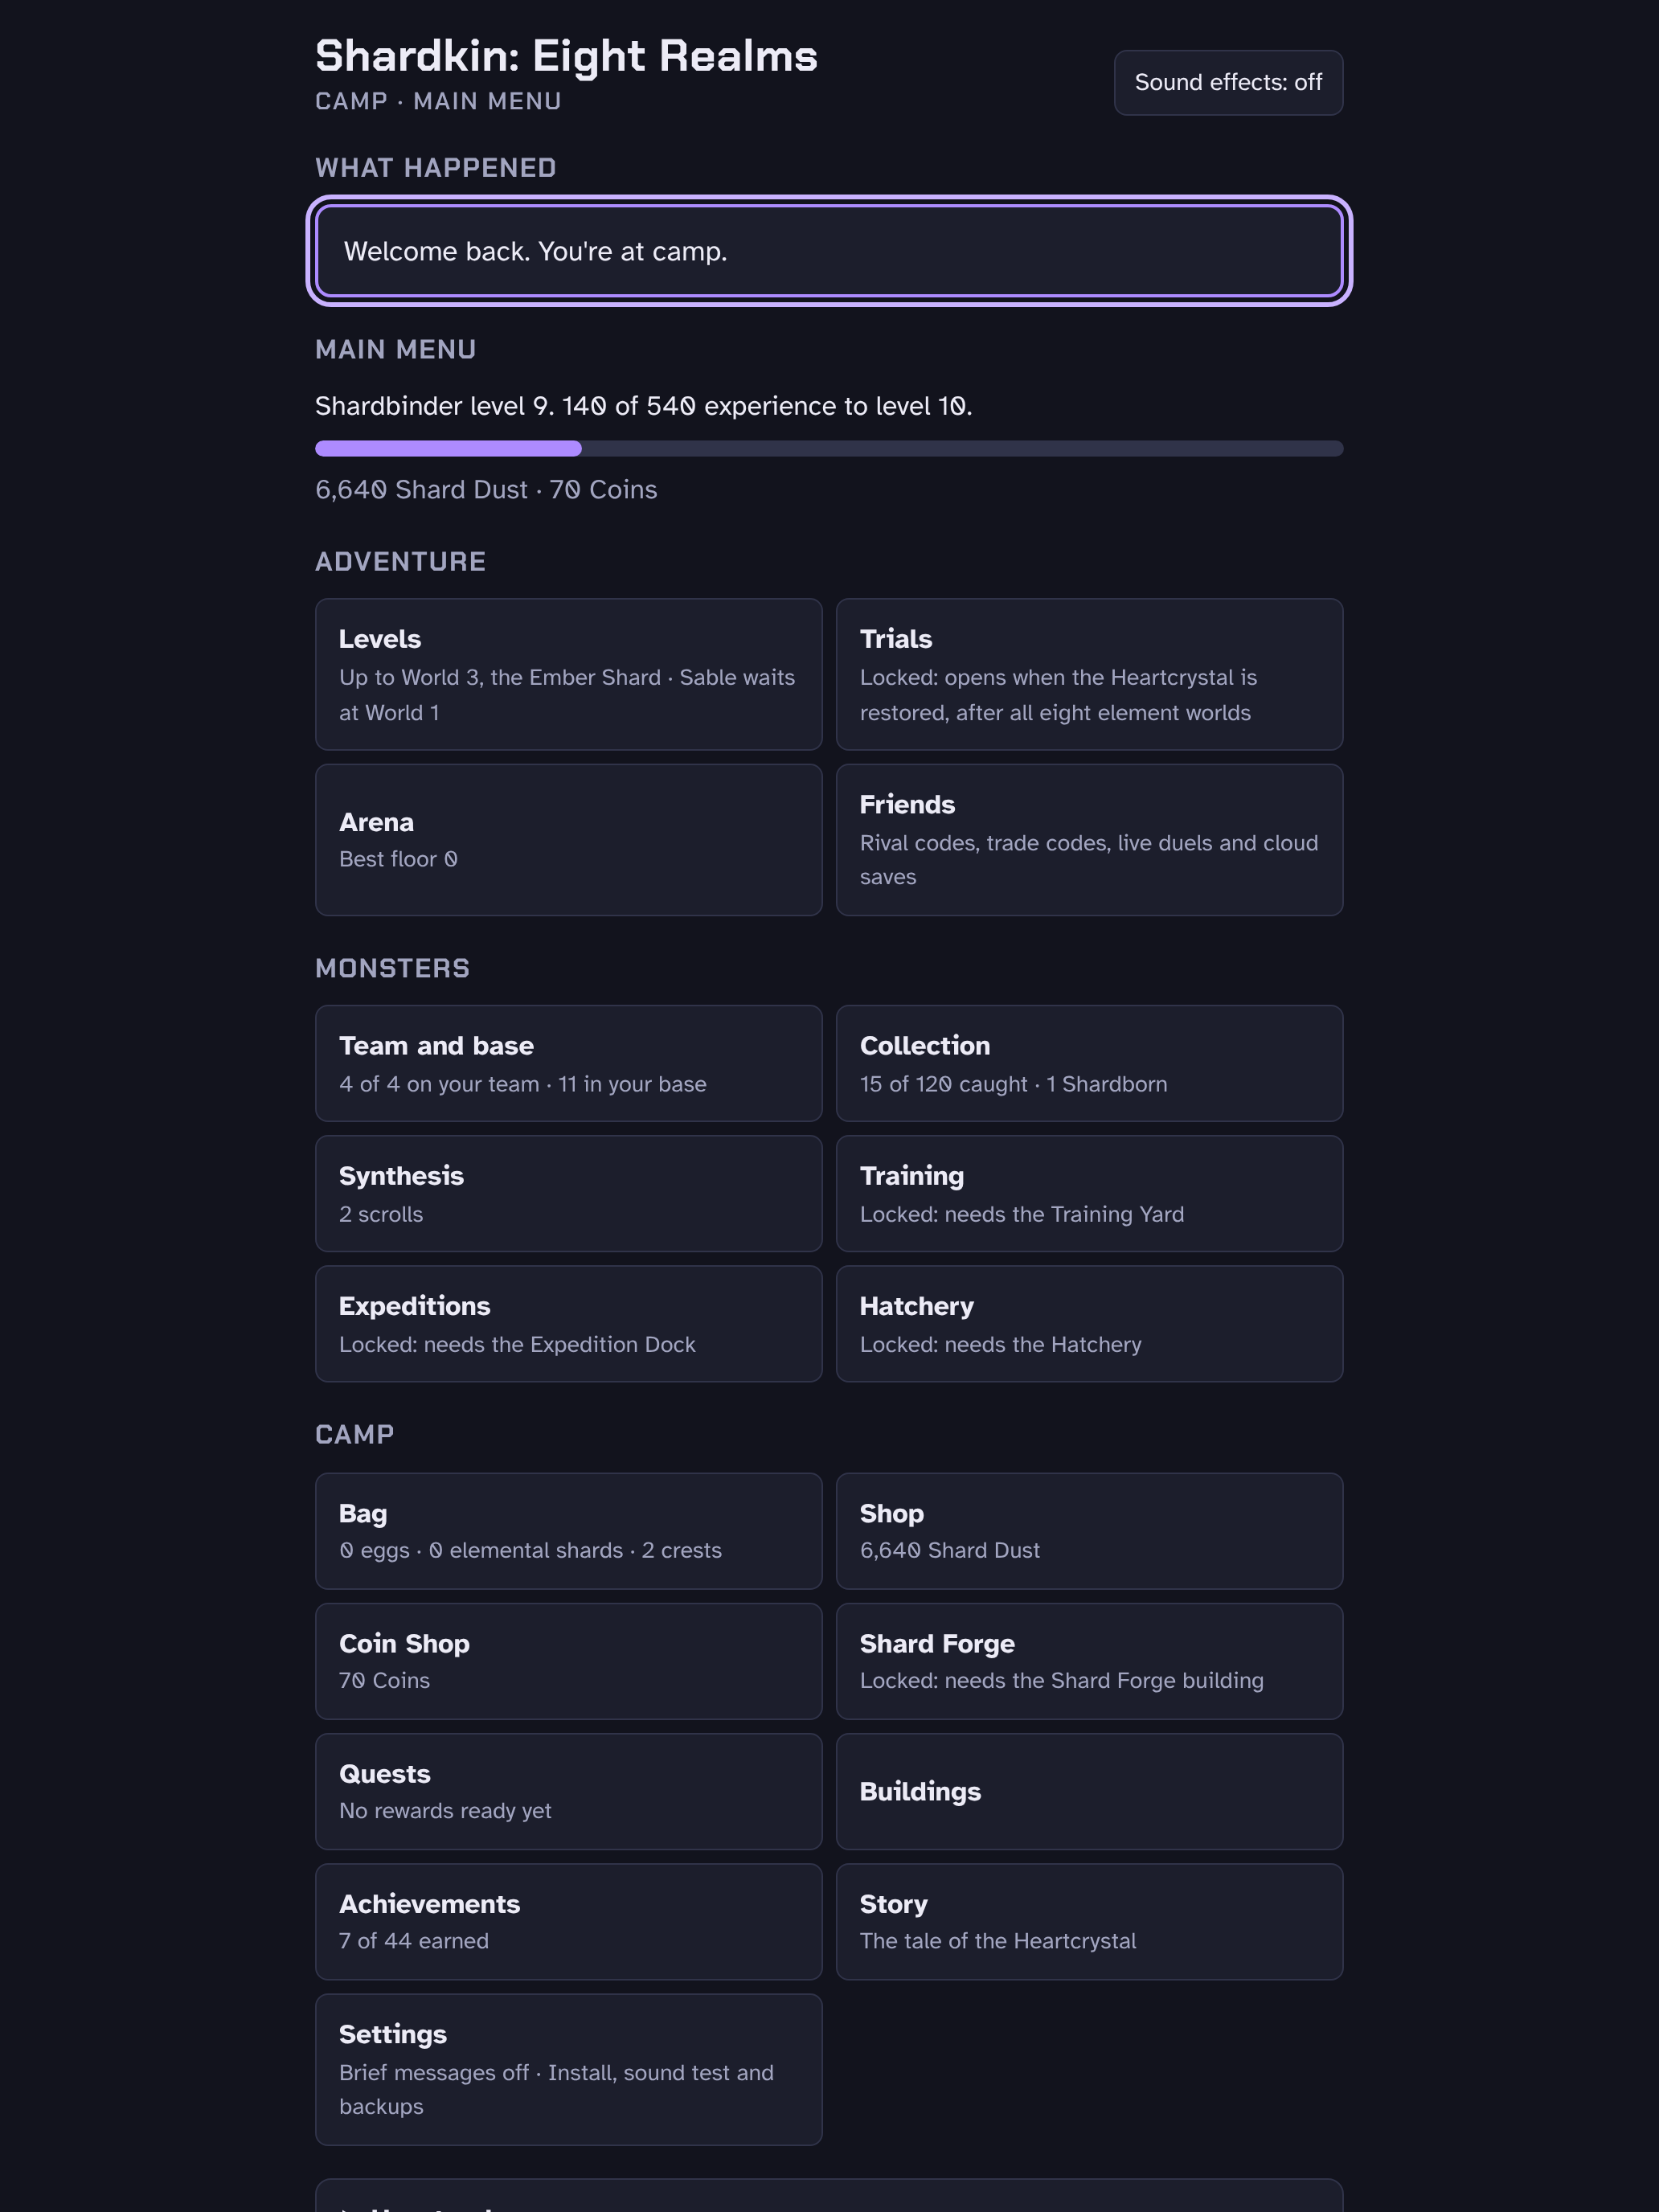 Shardkin: Eight Realms
CAMP · MAIN MENU
Sound effects: off
WHAT HAPPENED
Welcome back. You're at camp.
MAIN MENU
Shardbinder level 9. 140 of 540 experience to level 10.
6,640 Shard Dust · 70 Coins
ADVENTURE
Levels
Up to World 3, the Ember Shard · Sable waits
at World 1
Trials
Locked: opens when the Heartcrystal is
restored, after all eight element worlds
Arena
Best floor 0
Friends
Rival codes, trade codes, live duels and cloud
saves
MONSTERS
Team and base
4 of 4 on your team · 11 in your base
Collection
15 of 120 caught · 1 Shardborn
Synthesis
2 scrolls
Training
Locked: needs the Training Yard
Expeditions
Locked: needs the Expedition Dock
Hatchery
Locked: needs the Hatchery
CAMP
Bag
0 eggs · 0 elemental shards · 2 crests
Shop
6,640 Shard Dust
Coin Shop
70 Coins
Shard Forge
Locked: needs the Shard Forge building
Quests
No rewards ready yet
Buildings
Achievements
7 of 44 earned
Story
The tale of the Heartcrystal
Settings
Brief messages off · Install, sound test and
backups